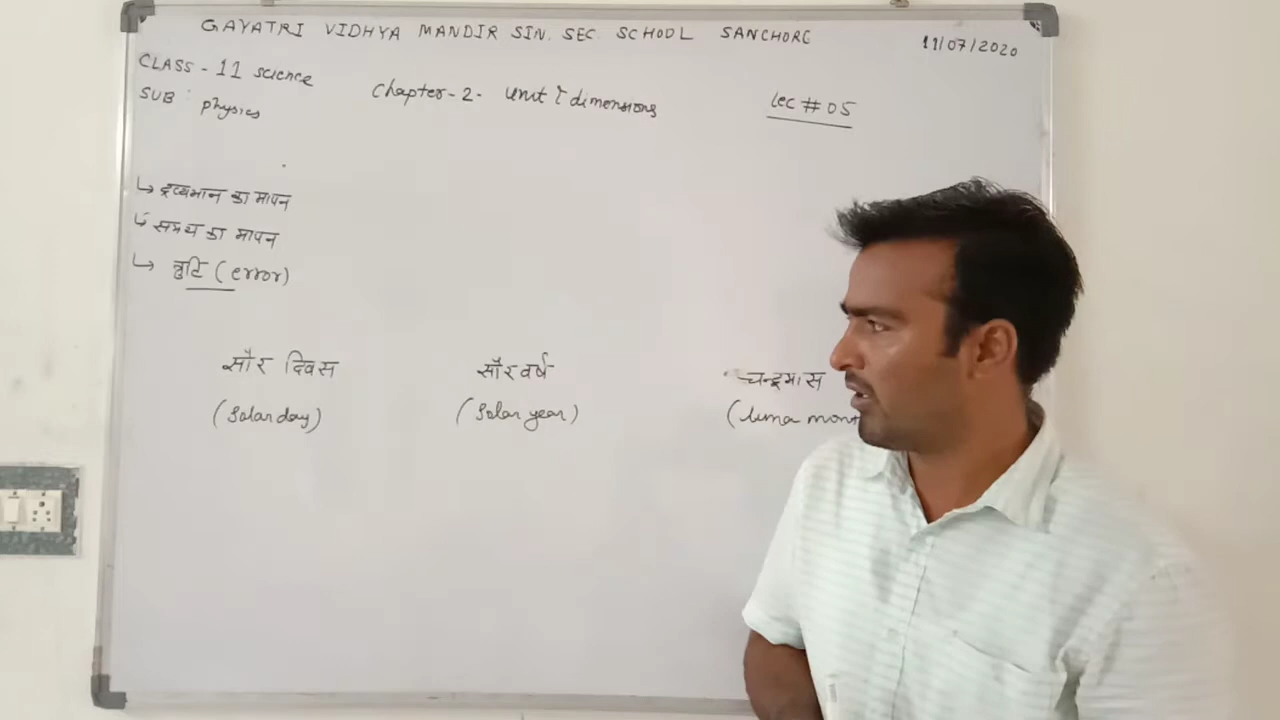 GAYATRI VIDHYA MANDIR SIN. SEC. SCHOOL SANCHORE
11/07/2020
CLASS - 11 science
SUB : physics
Chapter-2- unit & dimensions
Lec # 05
↳ द्रव्यमान का मापन
↳ समय का मापन
↳ त्रुटि (error)
सौर दिवस
(Solar day)
सौर वर्ष
(Solar year)
चन्द्रमास
(luna mont